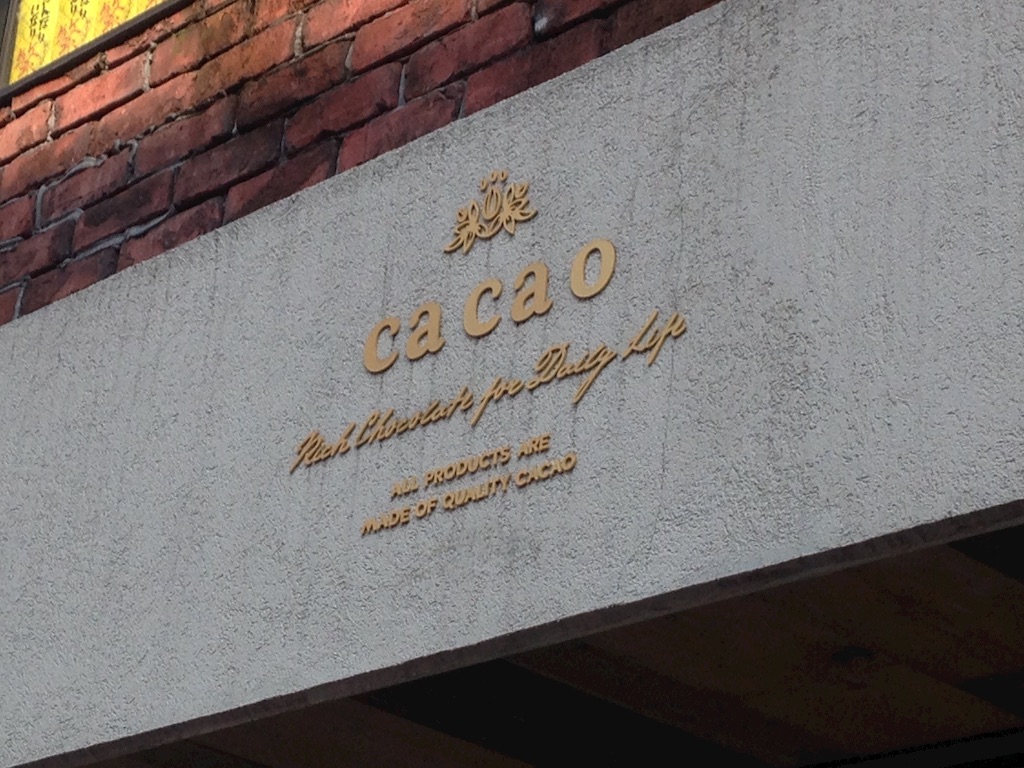 cacao
Rich Chocolate for Daily Life
ALL PRODUCTS ARE
MADE OF QUALITY CACAO